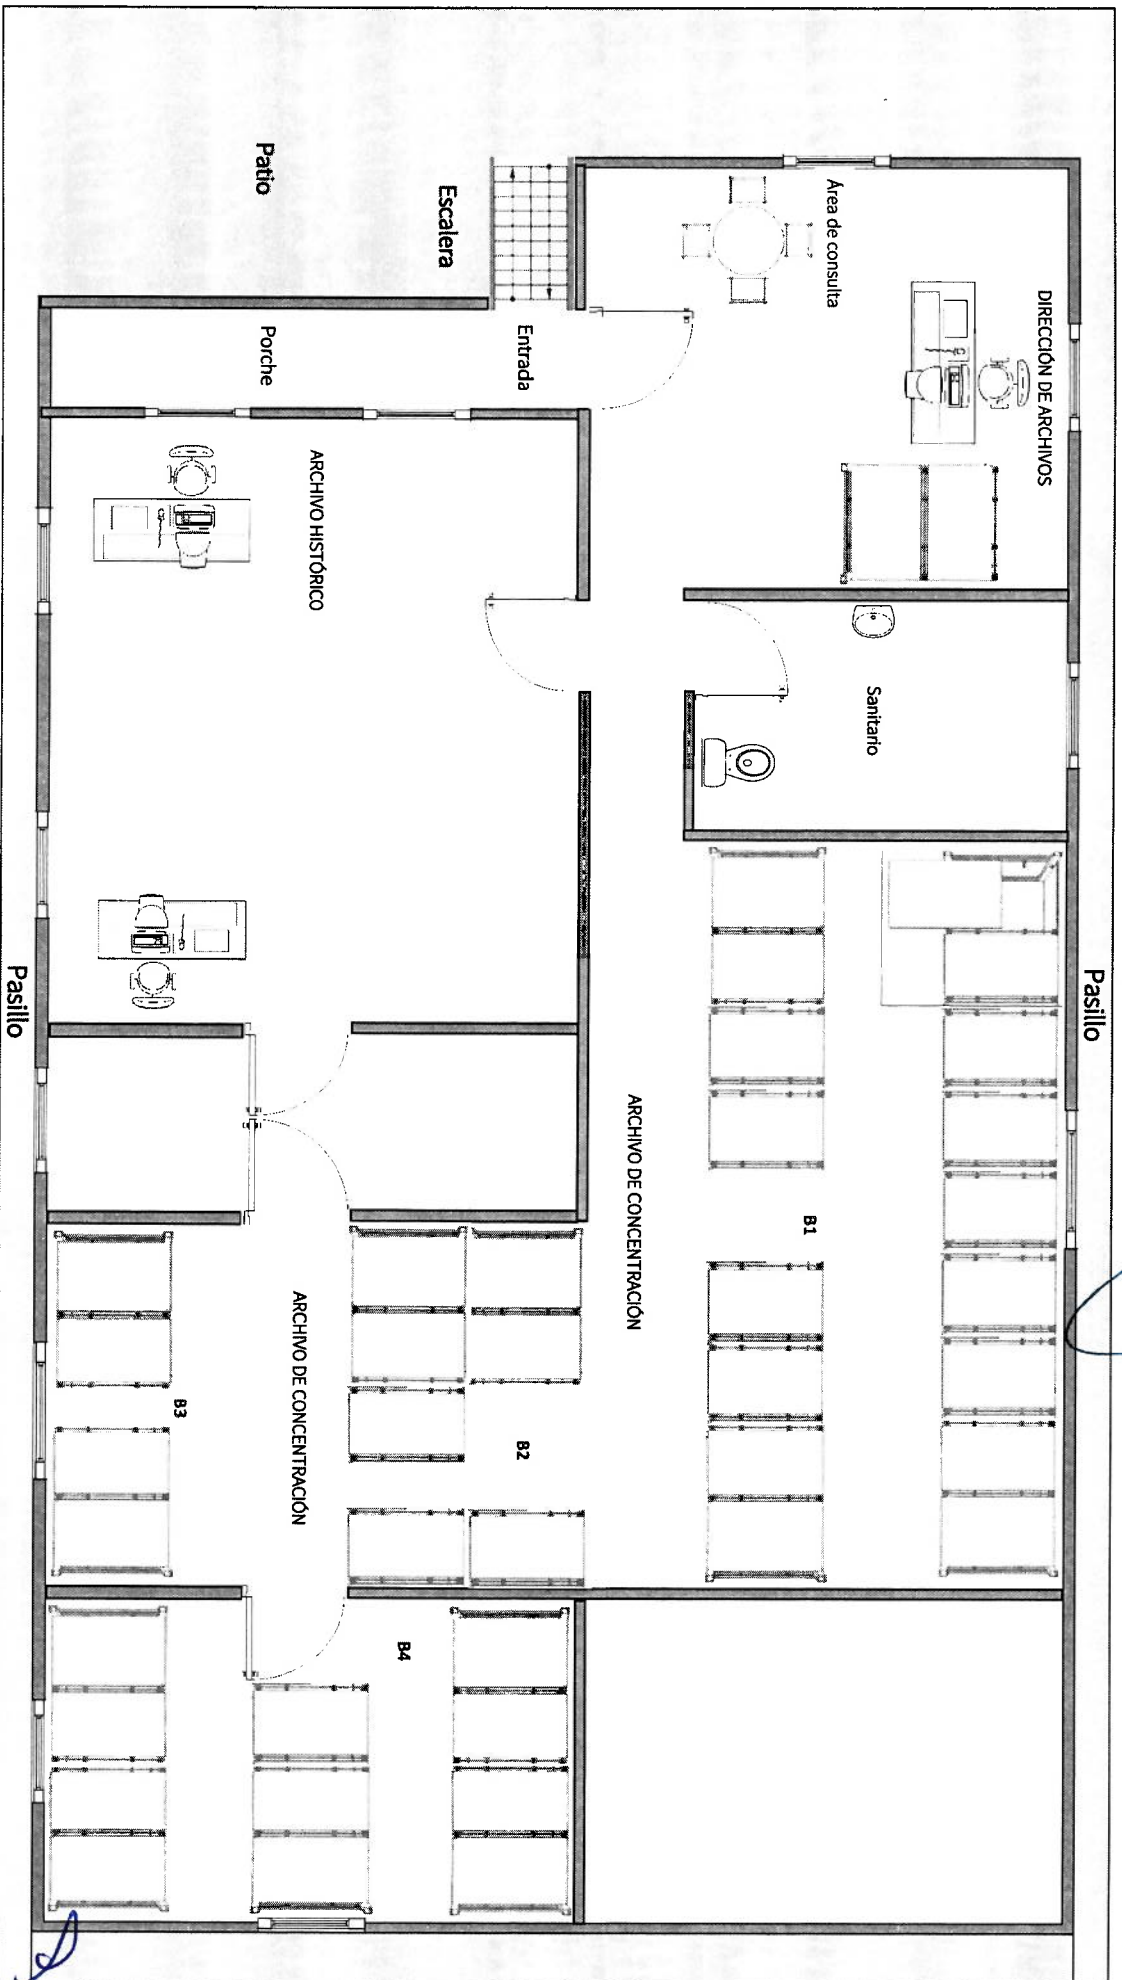 Pasillo
DIRECCIÓN DE ARCHIVOS
Área de consulta
Sanitario
B1
Escalera
Entrada
ARCHIVO DE CONCENTRACIÓN
B2
Patio
Porche
ARCHIVO HISTÓRICO
ARCHIVO DE CONCENTRACIÓN
B4
B3
Pasillo